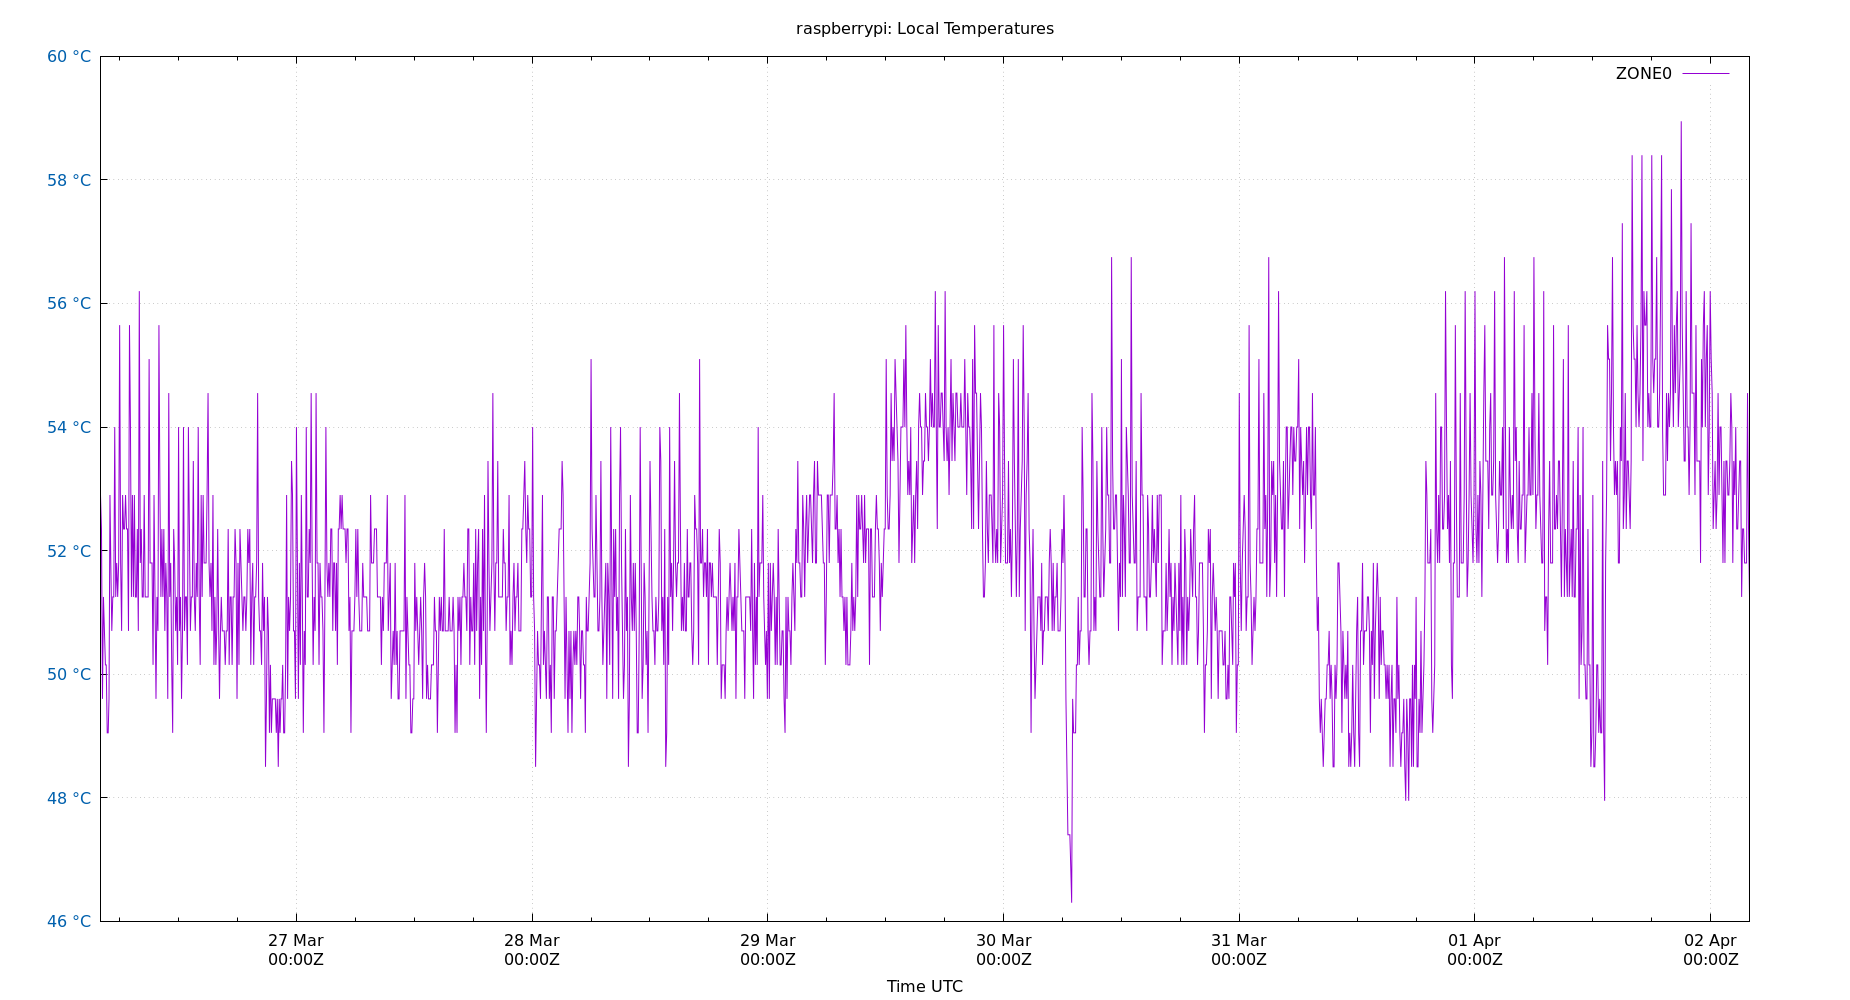 raspberrypi: Local Temperatures
60 °C
ZONE0
58 °C
56 °C
54 °C
52 °C
50 °C
48 °C
46 °C
27 Mar
00:00Z
28 Mar
00:00Z
29 Mar
00:00Z
30 Mar
00:00Z
31 Mar
00:00Z
01 Apr
00:00Z
02 Apr
00:00Z
Time UTC